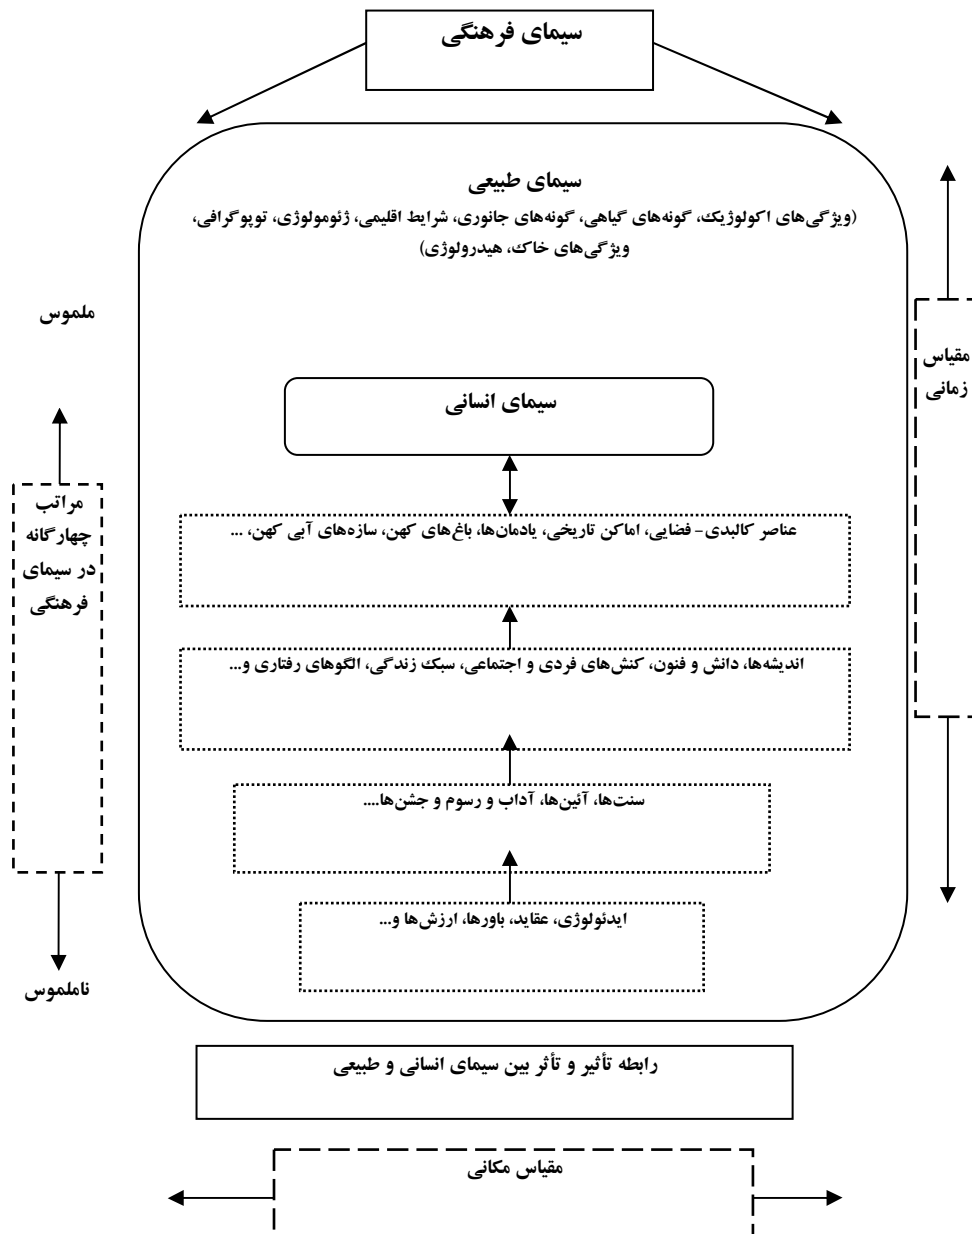 سیمای فرهنگی
سیمای طبیعی
(ویژگی‌های اکولوژیک، گونه‌های گیاهی، گونه‌های جانوری، شرایط اقلیمی، ژئومولوژی، توپوگرافی،
ویژگی‌های خاک، هیدرولوژی)
ملموس
مقیاس
زمانی
سیمای انسانی
مراتب
چهارگانه
در سیمای
فرهنگی
عناصر کالبدی- فضایی، اماکن تاریخی، یادمان‌ها، باغ‌های کهن، سازه‌های آبی کهن، ...
اندیشه‌ها، دانش و فنون، کنش‌های فردی و اجتماعی، سبک زندگی، الگوهای رفتاری و...
سنت‌ها، آئین‌ها، آداب و رسوم و جشن‌ها....
ایدئولوژی، عقاید، باورها، ارزش‌ها و...
ناملموس
رابطه تأثیر و تأثر بین سیمای انسانی و طبیعی
مقیاس مکانی